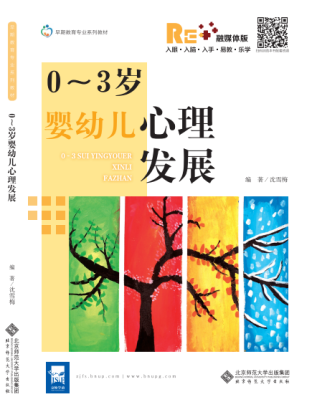 早期教育专业系列教材
融媒体版
入眼·入脑·入手·易教·乐学
0～3岁
婴幼儿心理
发展
XINLI
FAZHAN
编 著/沈雪梅
0～3岁婴幼儿心理发展
编 著/沈雪梅
北京师范大学出版集团
北京师范大学出版社
北京师范大学出版集团
北京师范大学出版社